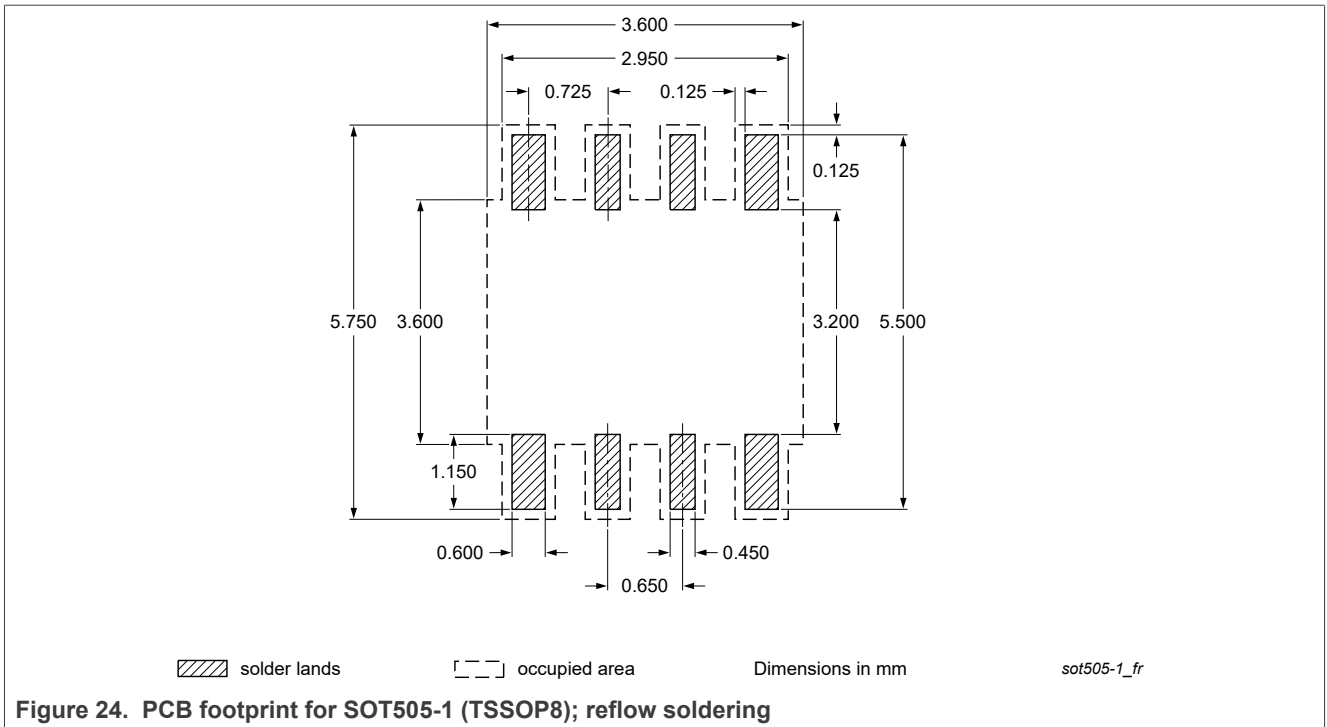 3.600
2.950
0.725 0.125
0.125
5.750 3.600 3.200 5.500
1.150
0.600 0.450
0.650
solder lands occupied area Dimensions in mm sot505-1_fr
Figure 24. PCB footprint for SOT505-1 (TSSOP8); reflow soldering